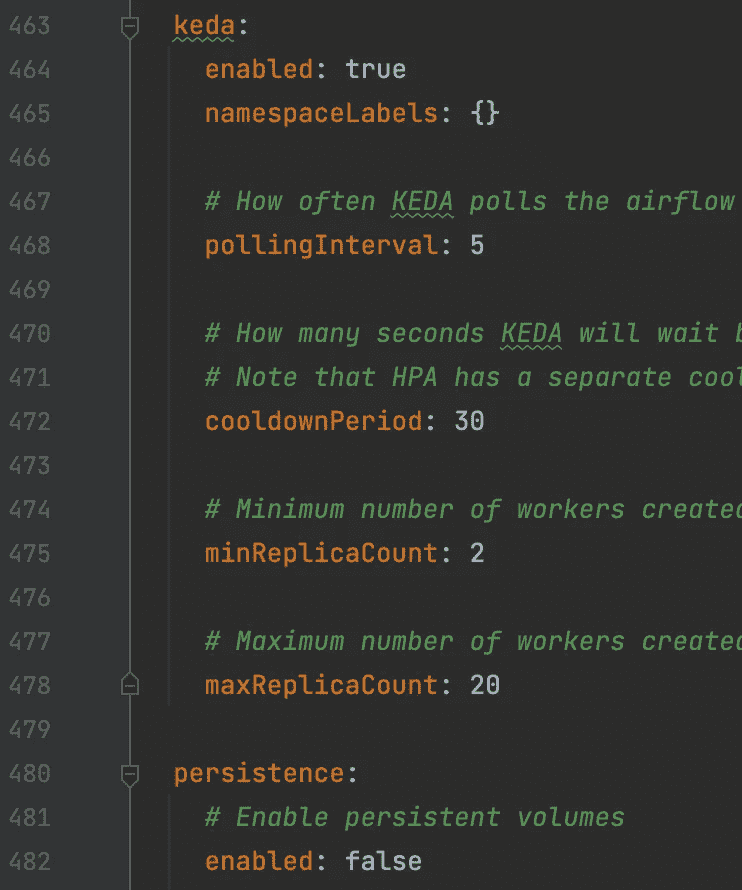 463 keda:
464 enabled: true
465 namespaceLabels: {}
466
467 # How often KEDA polls the airflow
468 pollingInterval: 5
469
470 # How many seconds KEDA will wait
471 # Note that HPA has a separate
472 cooldownPeriod: 30
473
474 # Minimum number of workers created
475 minReplicaCount: 2
476
477 # Maximum number of workers created
478 maxReplicaCount: 20
479
480 persistence:
481 # Enable persistent volumes
482 enabled: false